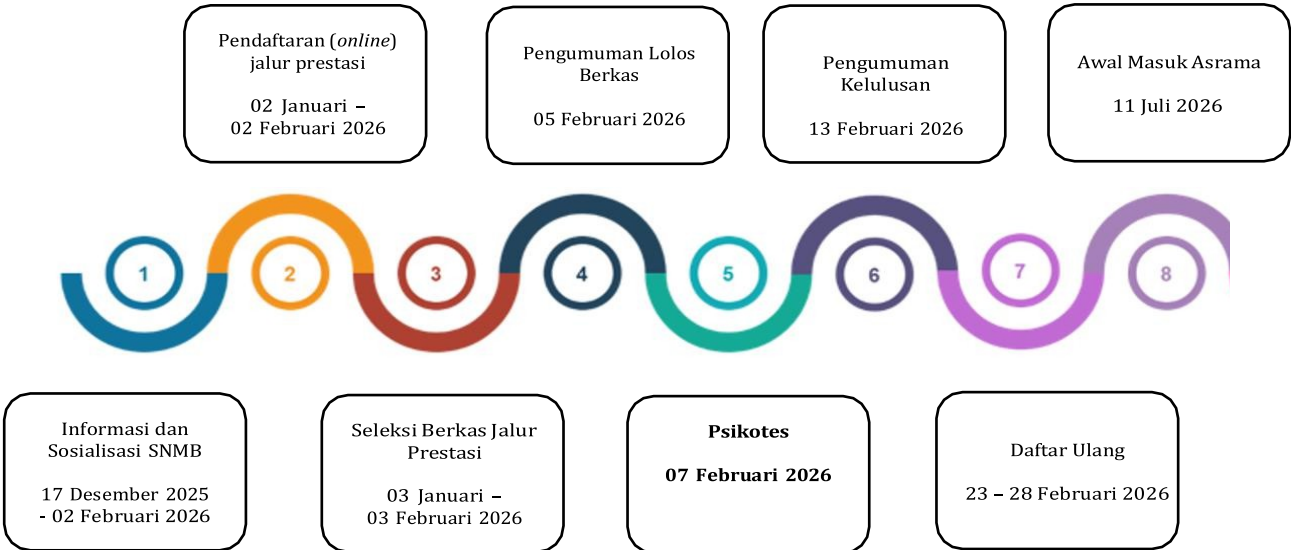 Pendaftaran (online)
jalur prestasi
02 Januari –
02 Februari 2026
Pengumuman Lolos
Berkas
05 Februari 2026
Pengumuman
Kelulusan
13 Februari 2026
Awal Masuk Asrama
11 Juli 2026
1
2
3
4
5
6
7
8
Informasi dan
Sosialisasi SNMB
17 Desember 2025
- 02 Februari 2026
Seleksi Berkas Jalur
Prestasi
03 Januari –
03 Februari 2026
Psikotes
07 Februari 2026
Daftar Ulang
23 – 28 Februari 2026